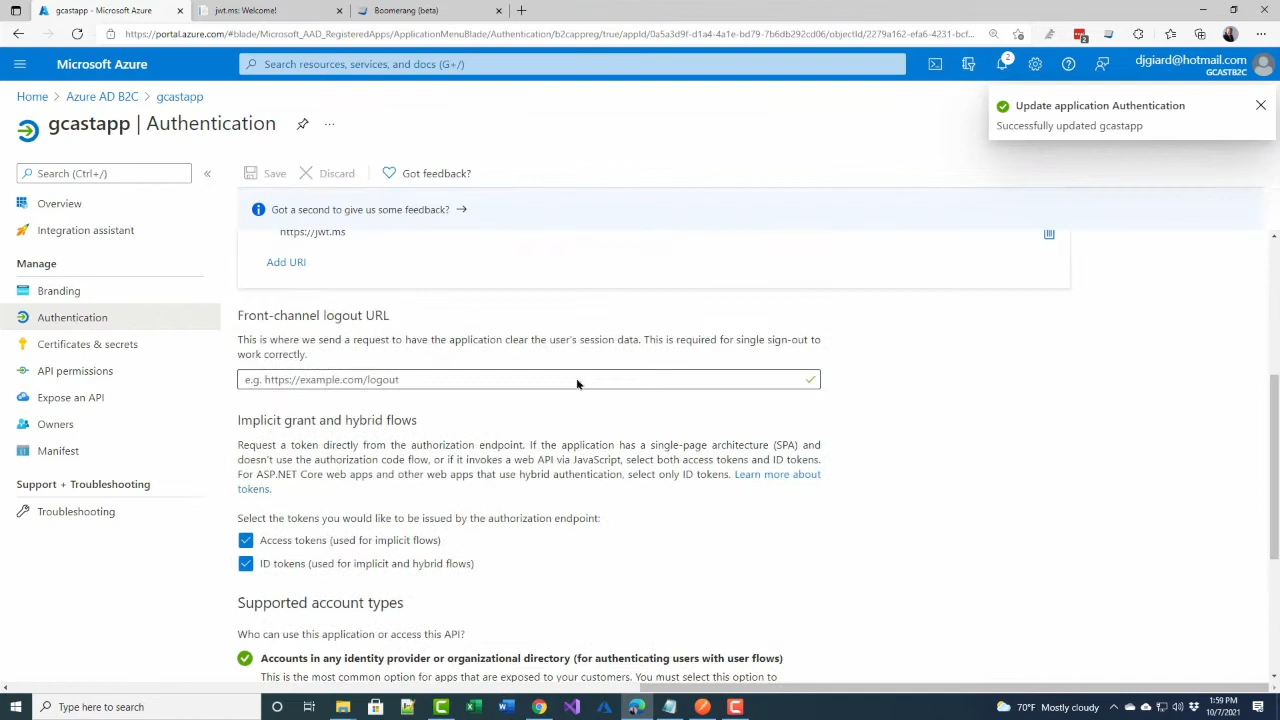 gcastapp - Microsoft Azure
jwt.ms: Welcome!
Boomerang (beta)
https://portal.azure.com/#blade/Microsoft_AAD_RegisteredApps/ApplicationMenuBlade/Authentication/b2cappreg/true/appId/0a5a3d9f-d1a4-4a1e-bd79-7b6db292cd06/objectId/2279a162-efa6-4231-bcf...
2
Microsoft Azure
Search resources, services, and docs (G+/)
2
djgiard@hotmail.com
GCASTB2C
Home > Azure AD B2C > gcastapp
gcastapp | Authentication
Update application Authentication
Successfully updated gcastapp
Search (Ctrl+/)
Save
Discard
Got feedback?
Overview
Integration assistant
Manage
Branding
Authentication
Certificates & secrets
API permissions
Expose an API
Owners
Manifest
Support + Troubleshooting
Troubleshooting
Got a second to give us some feedback?
https://jwt.ms
Add URI
Front-channel logout URL
This is where we send a request to have the application clear the user's session data. This is required for single sign-out to
work correctly.
e.g. https://example.com/logout
Implicit grant and hybrid flows
Request a token directly from the authorization endpoint. If the application has a single-page architecture (SPA) and
doesn't use the authorization code flow, or if it invokes a web API via JavaScript, select both access tokens and ID tokens.
For ASP.NET Core web apps and other web apps that use hybrid authentication, select only ID tokens. Learn more about
tokens.
Select the tokens you would like to be issued by the authorization endpoint:
Access tokens (used for implicit flows)
ID tokens (used for implicit and hybrid flows)
Supported account types
Who can use this application or access this API?
Accounts in any identity provider or organizational directory (for authenticating users with user flows)
This is the most common option for apps that are exposed to your customers. You must select this option to
Type here to search
70°F Mostly cloudy
1:59 PM
10/7/2021